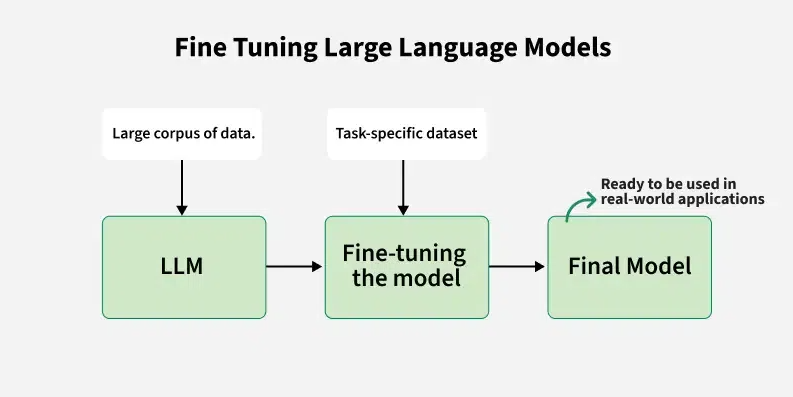 Fine Tuning Large Language Models
Large corpus of data.
Task-specific dataset
Ready to be used in
real-world applications
LLM
Fine-tuning
the model
Final Model